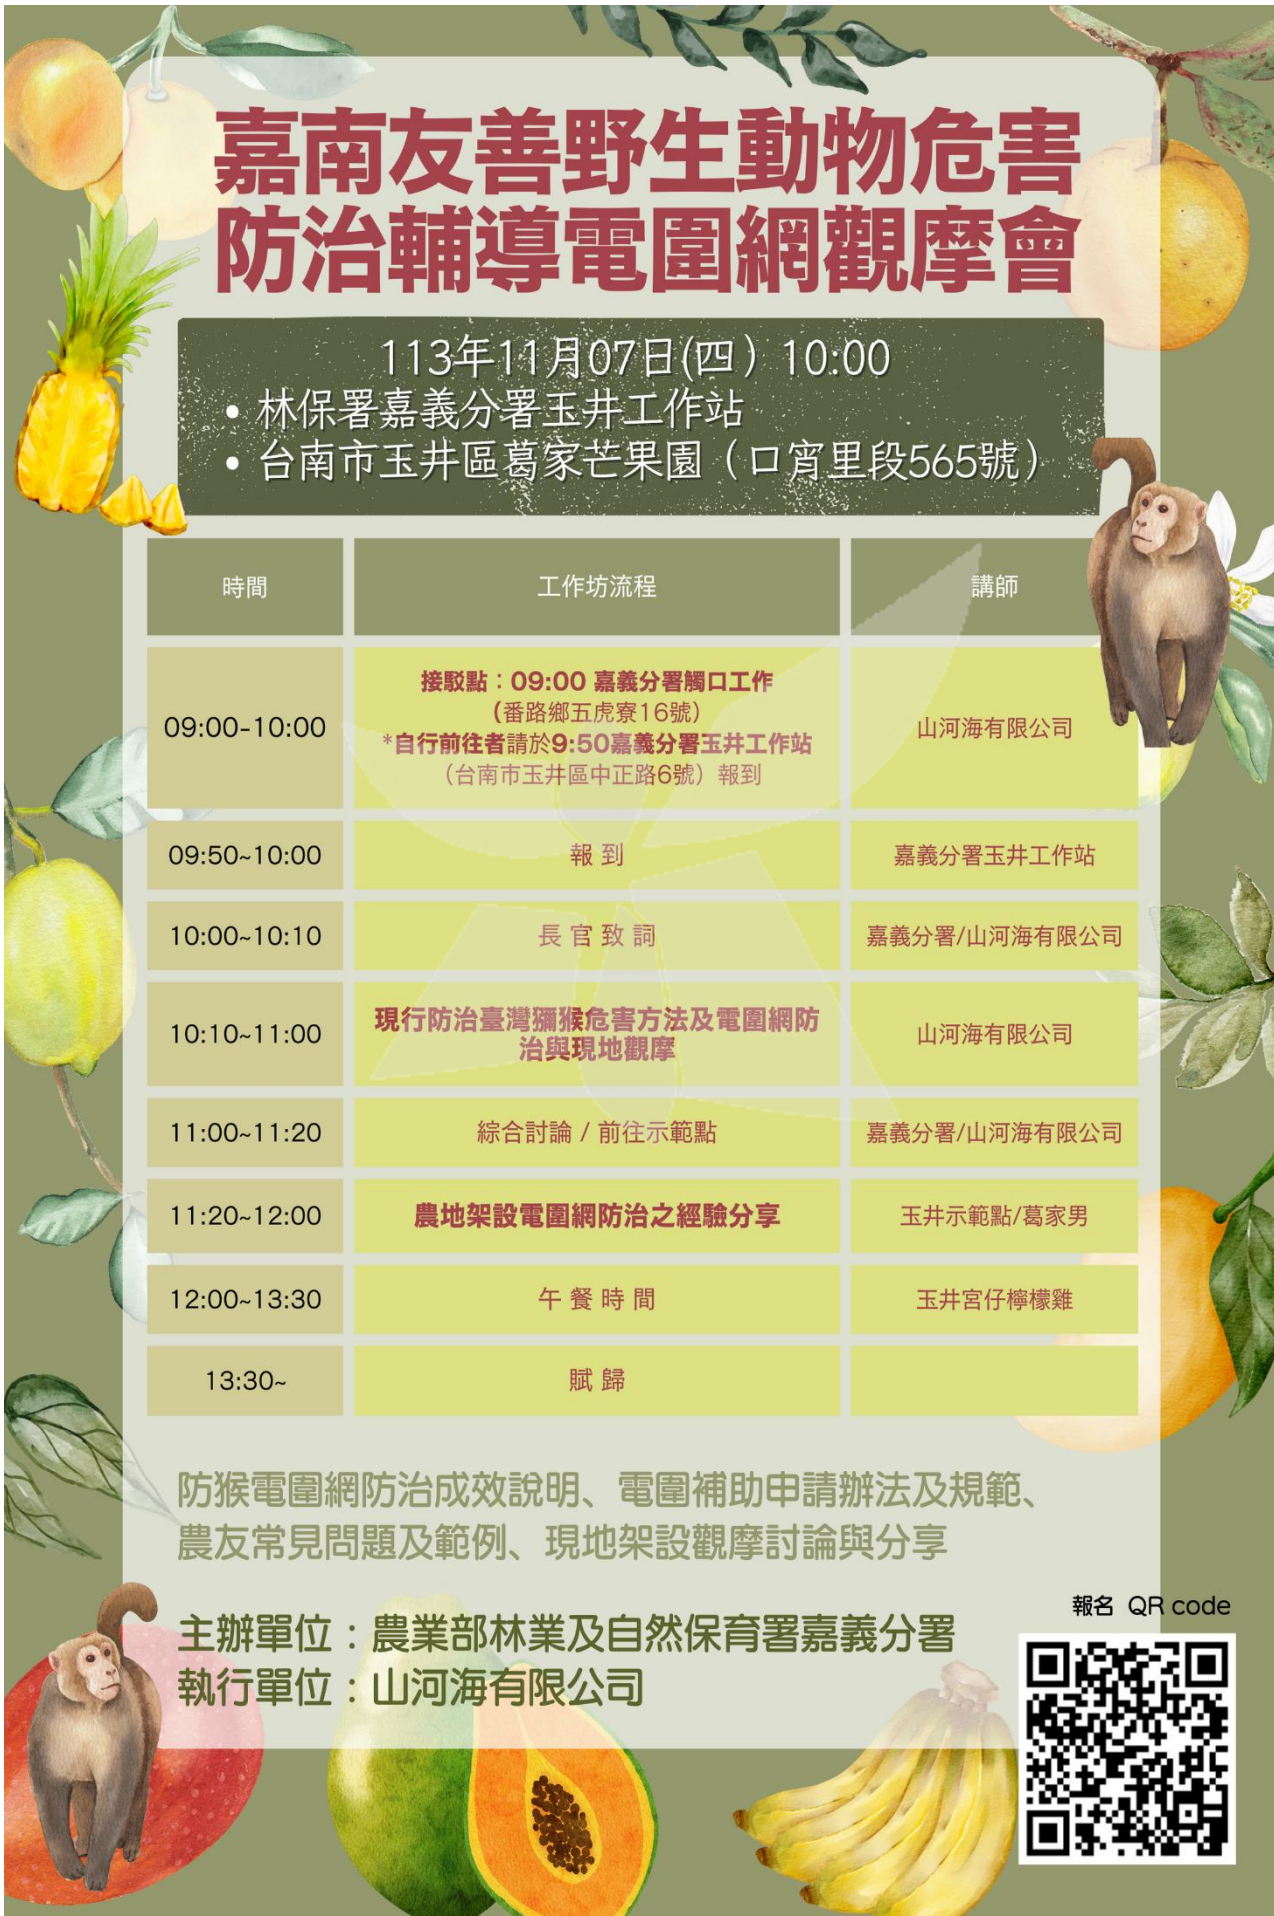 嘉南友善野生動物危害
防治輔導電圍網觀摩會
113年11月07日(四）10:00
• 林保署嘉義分署玉井工作站
• 台南市玉井區葛家芒果園（口宵里段565號）
時間 工作坊流程 講師
09:00-10:00
接駁點：09:00 嘉義分署觸口工作
(番路鄉五虎寮16號）
*自行前往者請於9:50嘉義分署玉井工作站
（台南市玉井區中正路6號）報到
山河海有限公司
09:50~10:00 報 到 嘉義分署玉井工作站
10:00~10:10 長 官 致 詞 嘉義分署/山河海有限公司
10:10~11:00
現行防治臺灣獼猴危害方法及電圍網防
治與現地觀摩
山河海有限公司
11:00~11:20 綜合討論 / 前往示範點 嘉義分署/山河海有限公司
11:20~12:00 農地架設電圍網防治之經驗分享 玉井示範點/葛家男
12:00~13:30 午 餐 時 間 玉井宮仔檸檬雞
13:30~ 賦 歸
防猴電圍網防治成效說明、電圍補助申請辦法及規範、
農友常見問題及範例、現地架設觀摩討論與分享
主辦單位：農業部林業及自然保育署嘉義分署
執行單位：山河海有限公司
報名 QR code